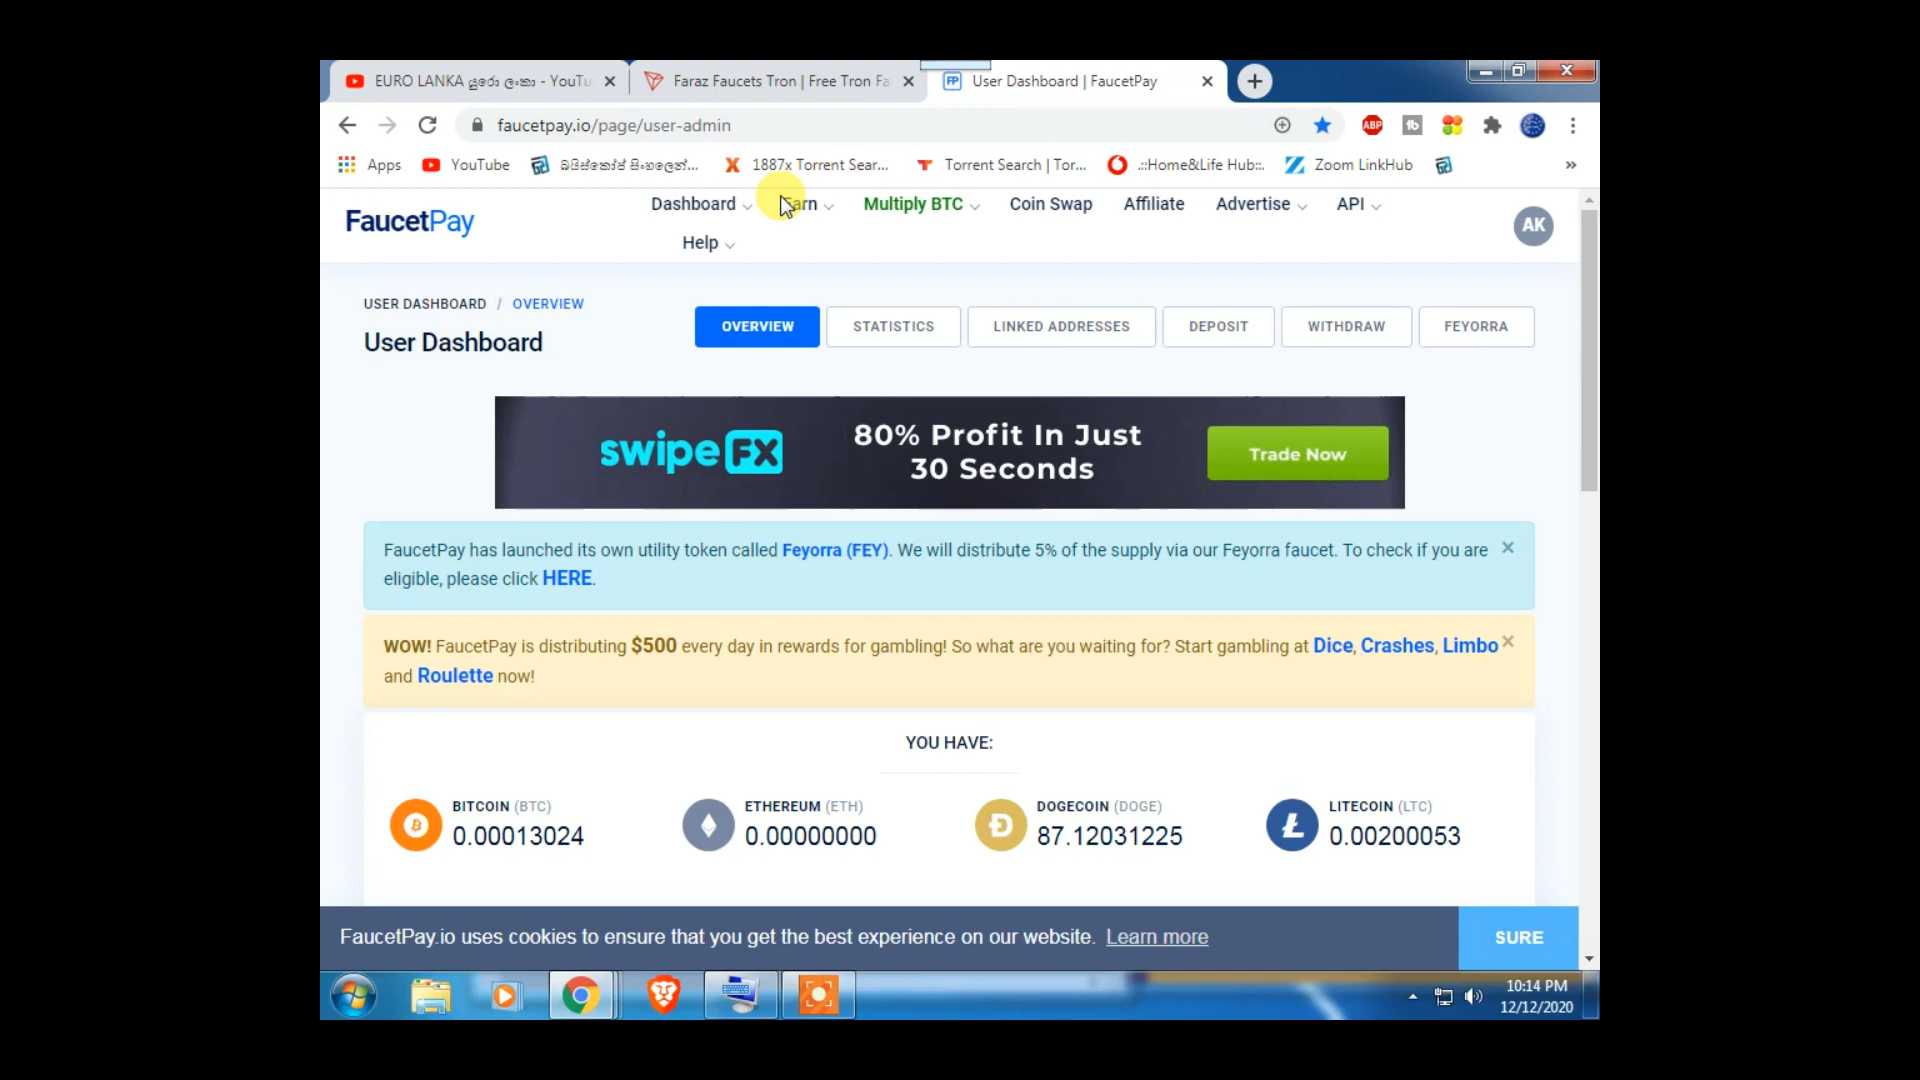 EURO LANKA යුරො ලංකා - YouTu
Faraz Faucets Tron | Free Tron Fa
FP
User Dashboard | FaucetPay
faucetpay.io/page/user-admin
ABP
tb
Apps
YouTube
බයිස්කෝප් සිංහලෙන්...
1887x Torrent Sear...
Torrent Search | Tor...
.::Home&Life Hub::.
Zoom LinkHub
»
FaucetPay
Dashboard
Earn
Multiply BTC
Coin Swap
Affiliate
Advertise
API
Help
AK
USER DASHBOARD / OVERVIEW
User Dashboard
OVERVIEW
STATISTICS
LINKED ADDRESSES
DEPOSIT
WITHDRAW
FEYORRA
swipe FX
80% Profit In Just
30 Seconds
Trade Now
FaucetPay has launched its own utility token called Feyorra (FEY). We will distribute 5% of the supply via our Feyorra faucet. To check if you are
eligible, please click HERE.
WOW! FaucetPay is distributing $500 every day in rewards for gambling! So what are you waiting for? Start gambling at Dice, Crashes, Limbo
and Roulette now!
YOU HAVE:
BITCOIN (BTC)
0.00013024
ETHEREUM (ETH)
0.00000000
DOGECOIN (DOGE)
87.12031225
LITECOIN (LTC)
0.00200053
FaucetPay.io uses cookies to ensure that you get the best experience on our website. Learn more
SURE
10:14 PM
12/12/2020